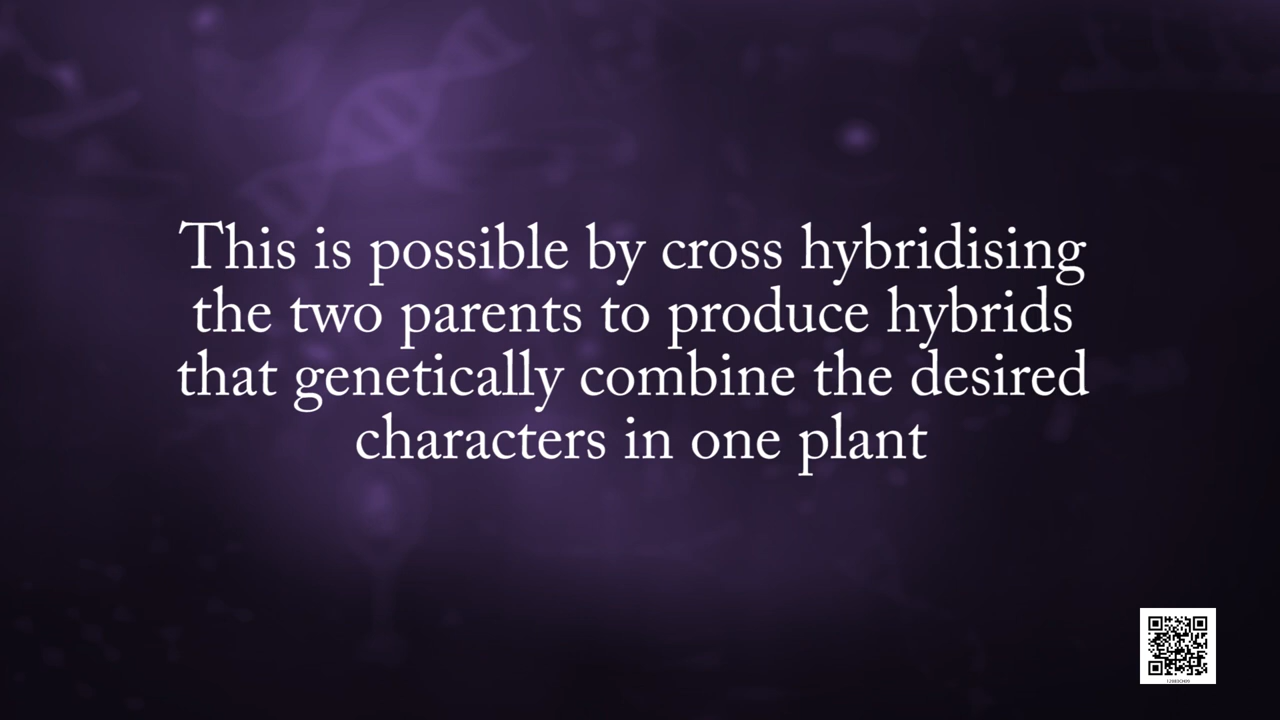 This is possible by cross hybridising
the two parents to produce hybrids
that genetically combine the desired
characters in one plant